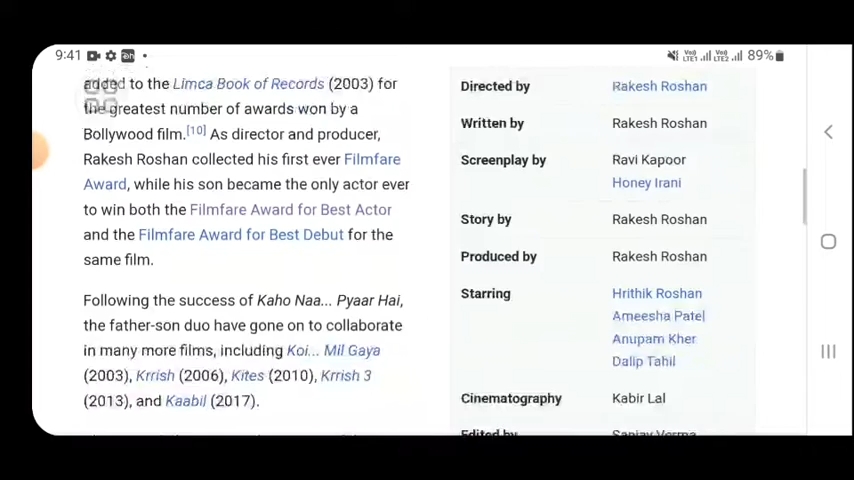 9:41
89%
added to the Limca Book of Records (2003) for
the greatest number of awards won by a
Bollywood film.[10] As director and producer,
Rakesh Roshan collected his first ever Filmfare
Award, while his son became the only actor ever
to win both the Filmfare Award for Best Actor
and the Filmfare Award for Best Debut for the
same film.
Following the success of Kaho Naa... Pyaar Hai,
the father-son duo have gone on to collaborate
in many more films, including Koi... Mil Gaya
(2003), Krrish (2006), Kites (2010), Krrish 3
(2013), and Kaabil (2017).
Directed by Rakesh Roshan
Written by Rakesh Roshan
Screenplay by Ravi Kapoor
Honey Irani
Story by Rakesh Roshan
Produced by Rakesh Roshan
Starring Hrithik Roshan
Ameesha Patel
Anupam Kher
Dalip Tahil
Cinematography Kabir Lal
Edited by Sanjay Verma